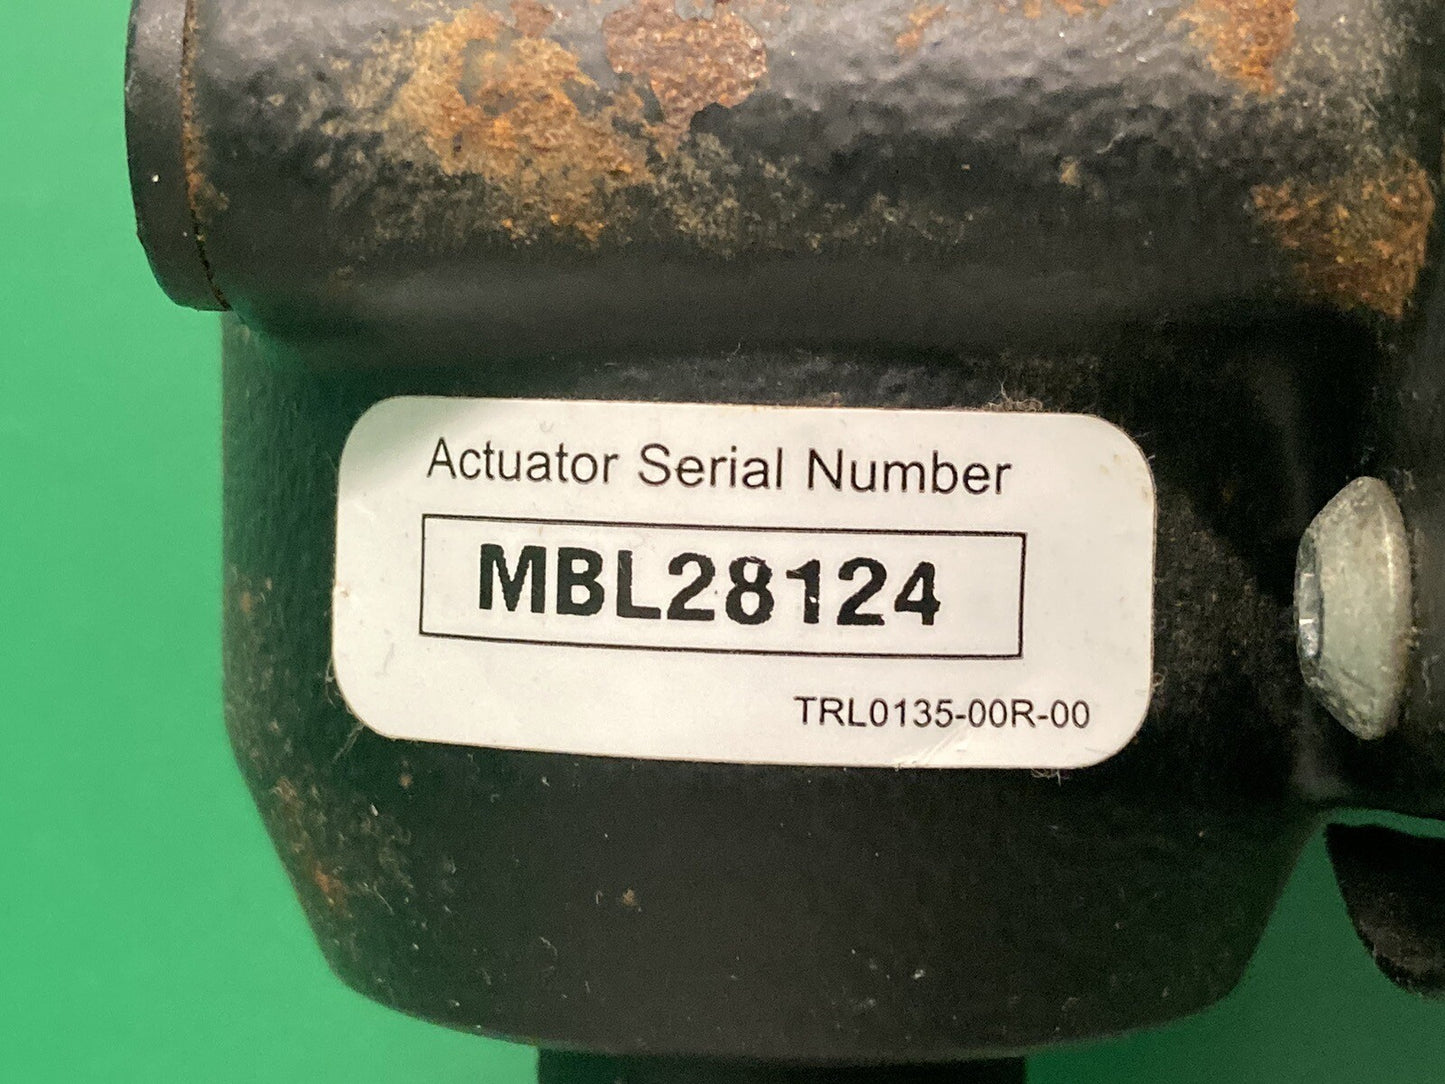 Actuator Serial Number
MBL28124
TRL0135-00R-00